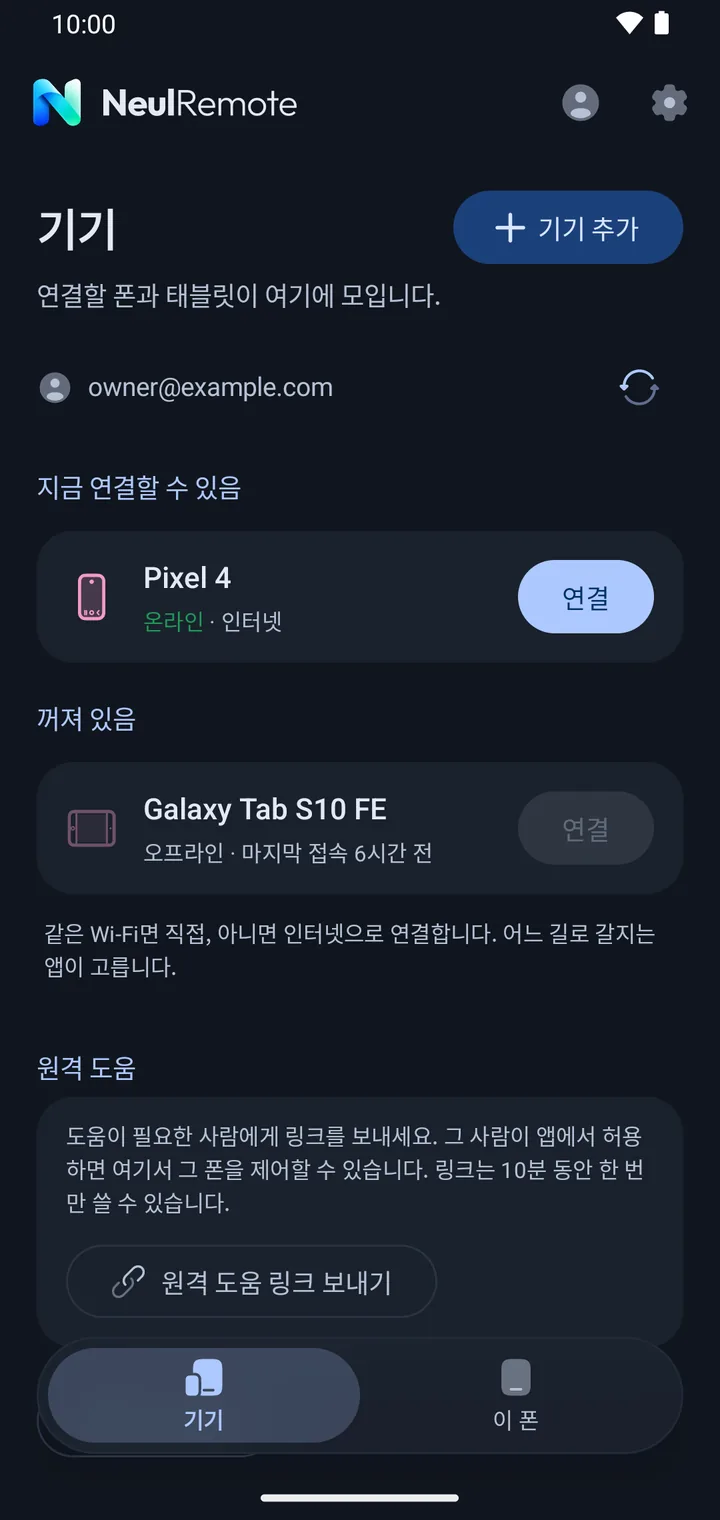 10:00
NeulRemote
기기
기기 추가
연결할 폰과 태블릿이 여기에 모입니다.
owner@example.com
지금 연결할 수 있음
Pixel 4
온라인 · 인터넷
연결
꺼져 있음
Galaxy Tab S10 FE
오프라인 · 마지막 접속 6시간 전
연결
같은 Wi-Fi면 직접, 아니면 인터넷으로 연결합니다. 어느 길로 갈지는
앱이 고릅니다.
원격 도움
도움이 필요한 사람에게 링크를 보내세요. 그 사람이 앱에서 허용
하면 여기서 그 폰을 제어할 수 있습니다. 링크는 10분 동안 한 번
만 쓸 수 있습니다.
원격 도움 링크 보내기
기기
이 폰